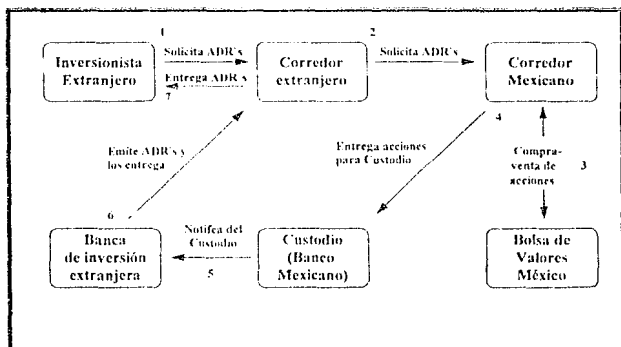 1
2
Solicita ADR's
Solicita ADR's
Inversionista
Extranjero
Corredor
extranjero
Corredor
Mexicano
Entrega ADR's
7
4
Emite ADR's y
los entrega
Entrega acciones
para Custodio
Compra-
venta de
acciones
3
6
Notifea del
Custodio
5
Banca
de inversión
extranjera
Custodio
(Banco
Mexicano)
Bolsa de
Valores
México